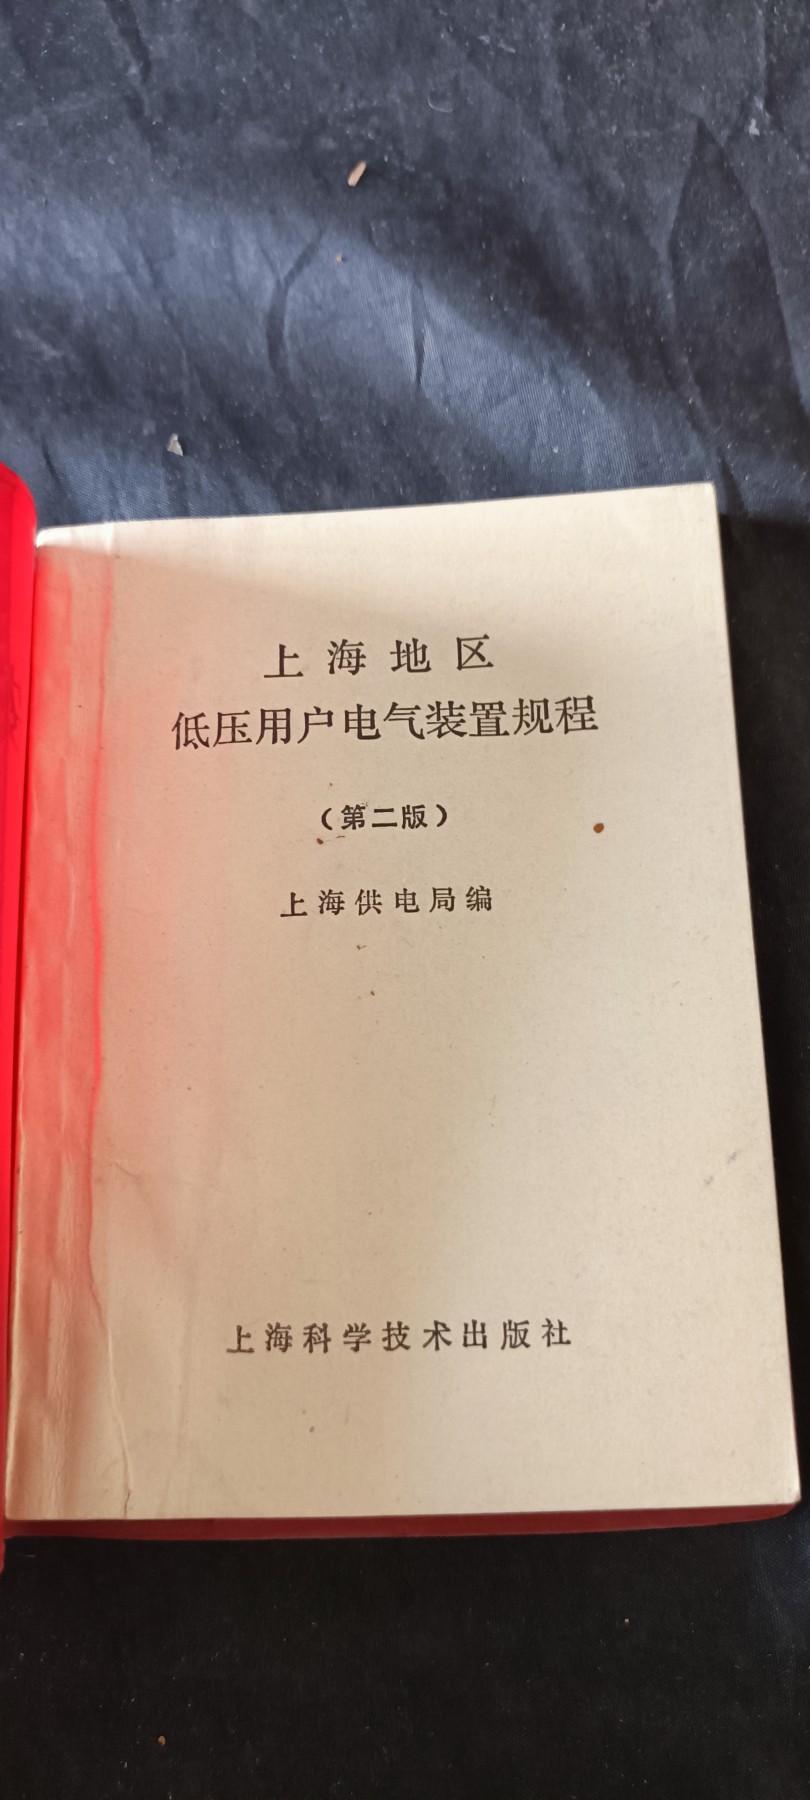 上海地区
低压用户电气装置规程
（第二版）
上海供电局编
上海科学技术出版社